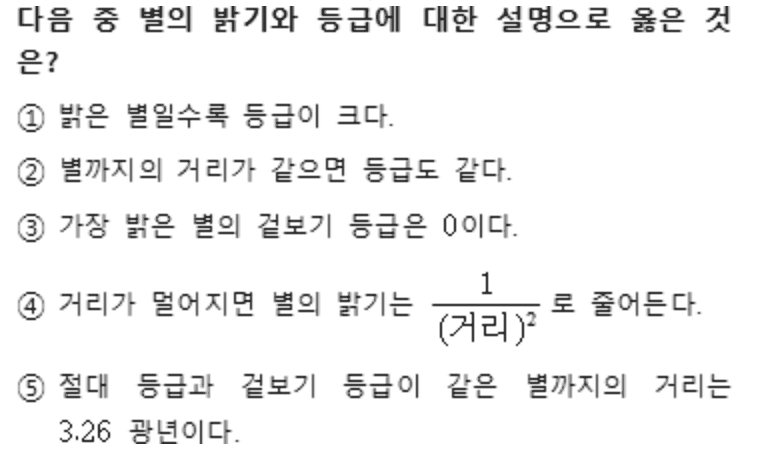 다음 중 별의 밝기와 등급에 대한 설명으로 옳은 것
은?
① 밝은 별일수록 등급이 크다.
② 별까지의 거리가 같으면 등급도 같다.
③ 가장 밝은 별의 겉보기 등급은 0이다.
④ 거리가 멀어지면 별의 밝기는 $\frac{1}{(거리)^2}$ 로 줄어든다.
⑤ 절대 등급과 겉보기 등급이 같은 별까지의 거리는
3.26 광년이다.